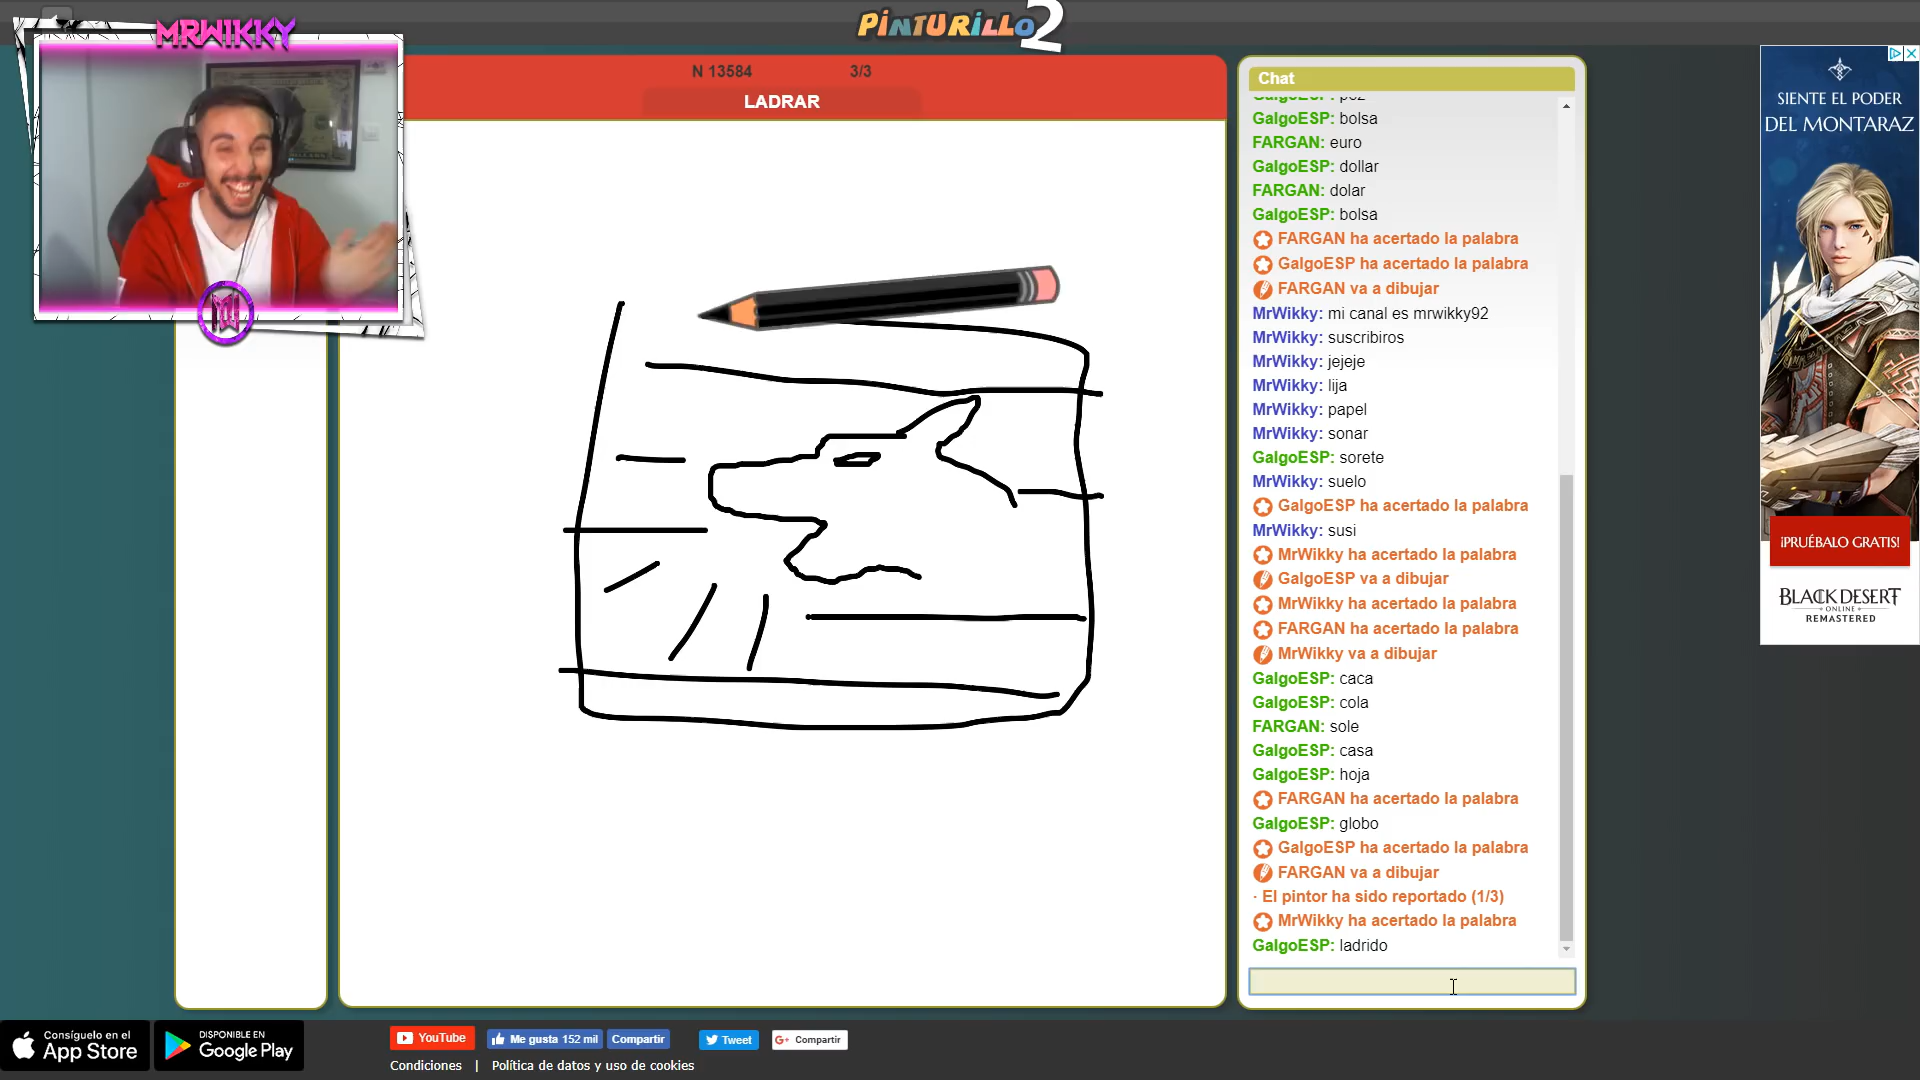 MRWIKKY
PINTURILLO 2
N 13584 3/3
LADRAR
Chat
GalgoESP: bolsa
FARGAN: euro
GalgoESP: dollar
FARGAN: dolar
GalgoESP: bolsa
FARGAN ha acertado la palabra
GalgoESP ha acertado la palabra
FARGAN va a dibujar
MrWikky: mi canal es mrwikky92
MrWikky: suscribiros
MrWikky: jejeje
MrWikky: lija
MrWikky: papel
MrWikky: sonar
GalgoESP: sorete
MrWikky: suelo
GalgoESP ha acertado la palabra
MrWikky: susi
MrWikky ha acertado la palabra
GalgoESP va a dibujar
MrWikky ha acertado la palabra
FARGAN ha acertado la palabra
MrWikky va a dibujar
GalgoESP: caca
GalgoESP: cola
FARGAN: sole
GalgoESP: casa
GalgoESP: hoja
FARGAN ha acertado la palabra
GalgoESP: globo
GalgoESP ha acertado la palabra
FARGAN va a dibujar
· El pintor ha sido reportado (1/3)
MrWikky ha acertado la palabra
GalgoESP: ladrido
SIENTE EL PODER
DEL MONTARAZ
¡PRUÉBALO GRATIS!
BLACK DESERT
ONLINE
REMASTERED
Consíguelo en el
App Store
DISPONIBLE EN
Google Play
YouTube
Me gusta 152 mil
Compartir
Tweet
G+ Compartir
Condiciones | Política de datos y uso de cookies